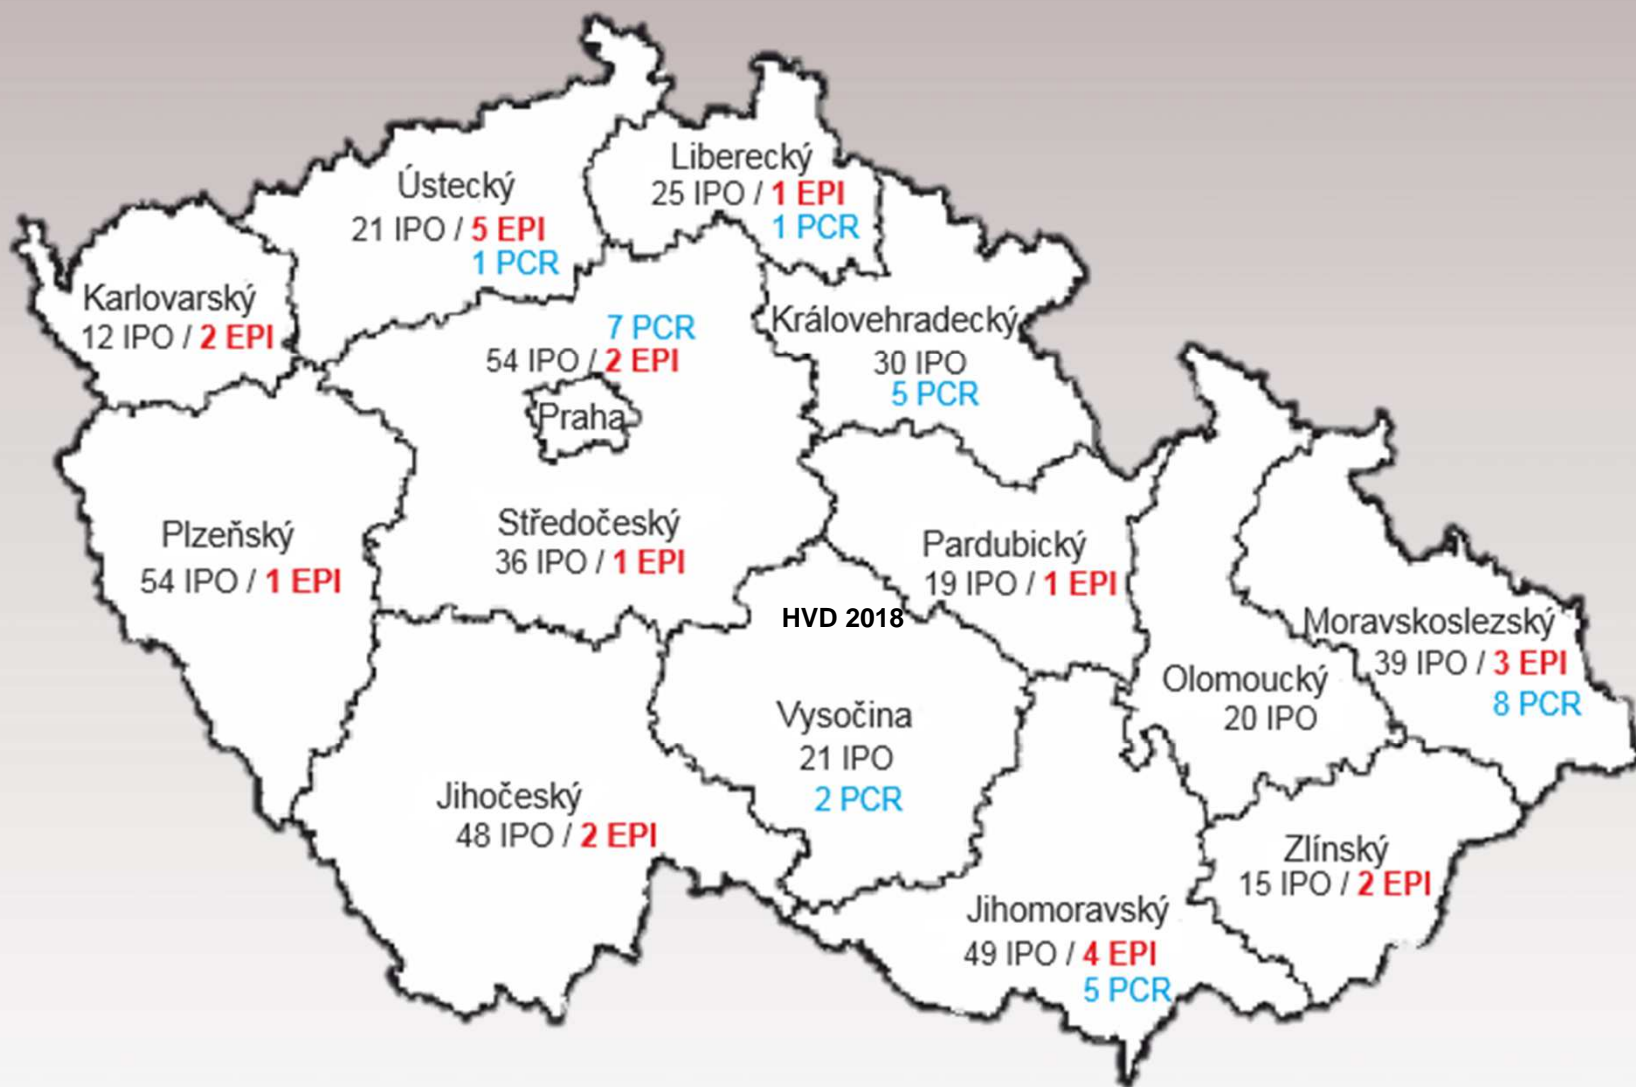 Liberecký
25 IPO / 1 EPI
1 PCR
Ústecký
21 IPO / 5 EPI
1 PCR
Karlovarský
12 IPO / 2 EPI
7 PCR
54 IPO / 2 EPI
Praha
Královehradecký
30 IPO
5 PCR
Plzeňský
54 IPO / 1 EPI
Středočeský
36 IPO / 1 EPI
Pardubický
19 IPO / 1 EPI
HVD 2018
Moravskoslezský
39 IPO / 3 EPI
8 PCR
Olomoucký
20 IPO
Vysočina
21 IPO
2 PCR
Jihočeský
48 IPO / 2 EPI
Zlínský
15 IPO / 2 EPI
Jihomoravský
49 IPO / 4 EPI
5 PCR